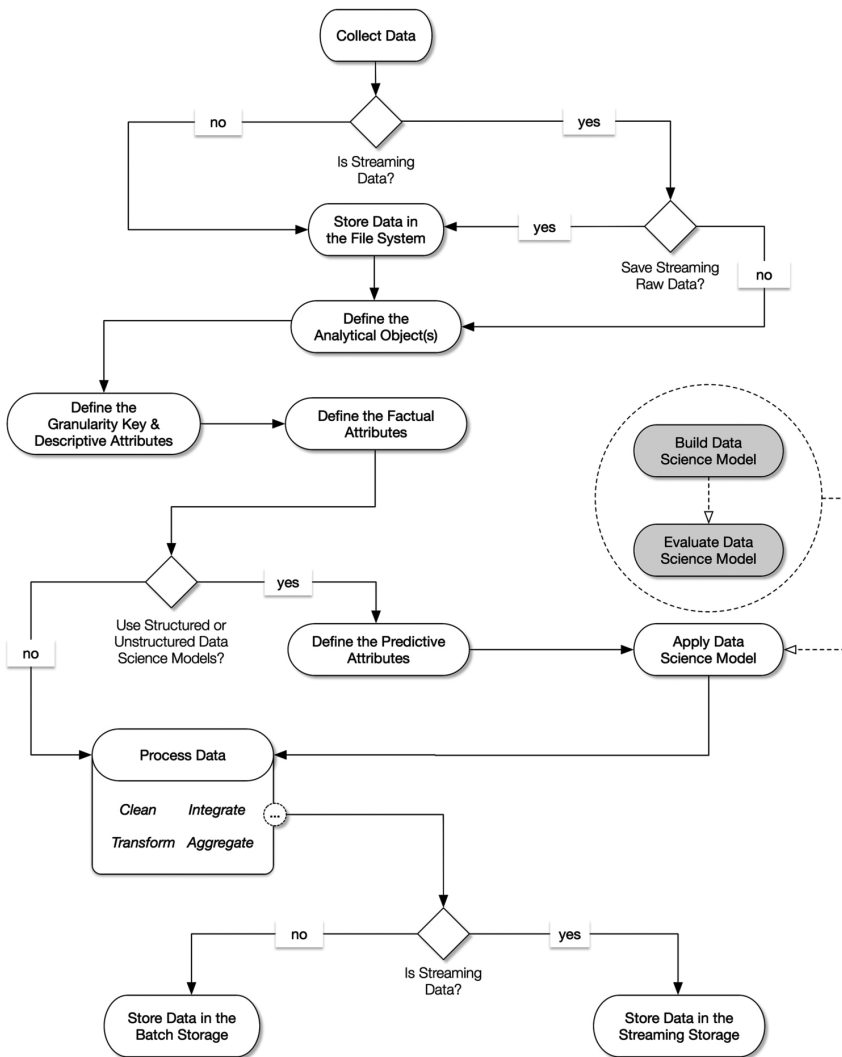 Collect Data
no
yes
Is Streaming
Data?
Store Data in
the File System
yes
Save Streaming
Raw Data?
no
Define the
Analytical Object(s)
Define the
Granularity Key &
Descriptive Attributes
Define the Factual
Attributes
Build Data
Science Model
Evaluate Data
Science Model
yes
Use Structured or
Unstructured Data
Science Models?
no
Define the Predictive
Attributes
Apply Data
Science Model
Process Data
Clean Integrate
...
Transform Aggregate
no
yes
Is Streaming
Data?
Store Data in the
Batch Storage
Store Data in the
Streaming Storage